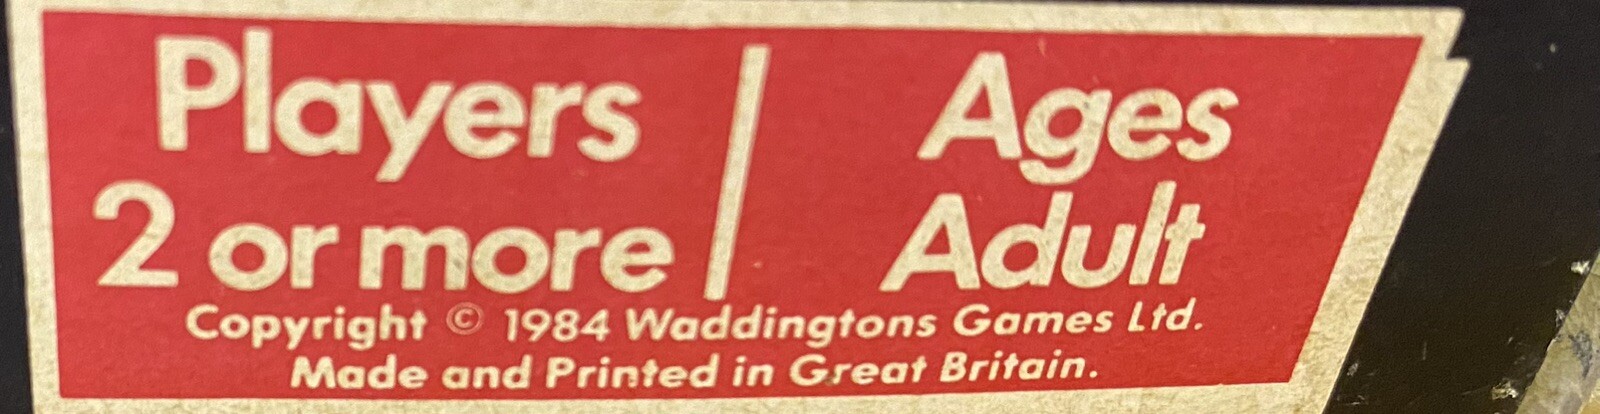 Players
2 or more
Ages
Adult
Copyright © 1984 Waddingtons Games Ltd.
Made and Printed in Great Britain.